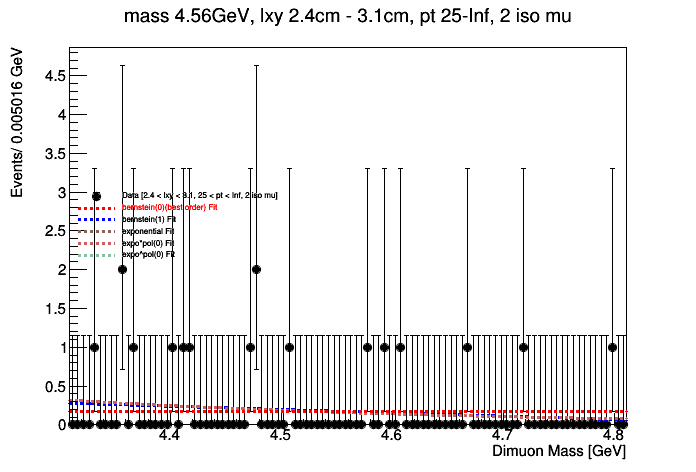 mass 4.56GeV, lxy 2.4cm - 3.1cm, pt 25-Inf, 2 iso mu
Events/ 0.005016 GeV
4.5
4
3.5
3
2.5
2
1.5
1
0.5
0
Data [2.4 < lxy < 3.1, 25 < pt < Inf, 2 iso mu]
bernstein(0)(best order) Fit
bernstein(1) Fit
exponential Fit
expo*pol(0) Fit
expo^pol(0) Fit
4.4 4.5 4.6 4.7 4.8
Dimuon Mass [GeV]